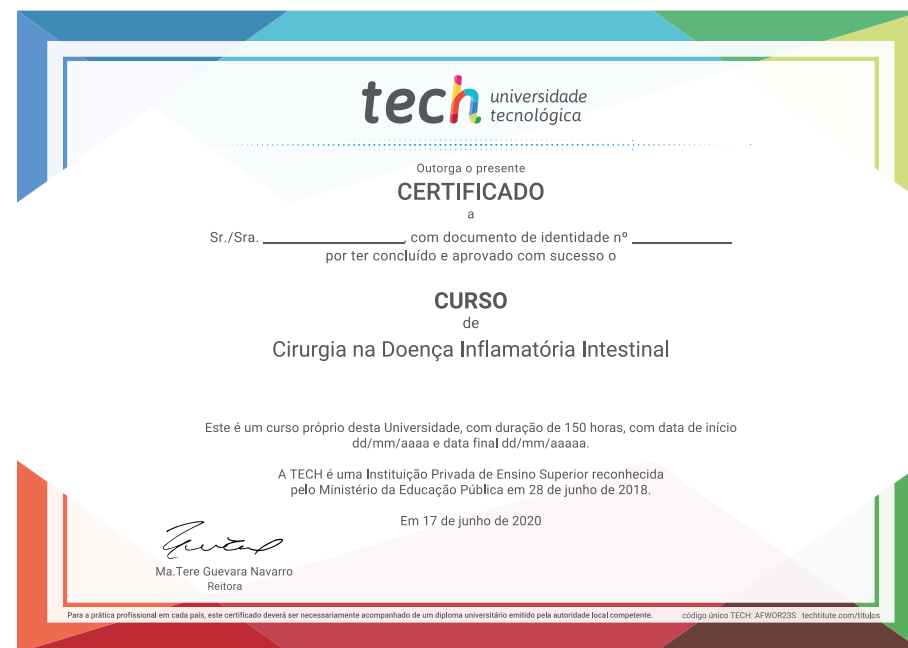 tech universidade
tecnológica
Outorga o presente
CERTIFICADO
a
Sr./Sra. ____________, com documento de identidade nº ____________
por ter concluído e aprovado com sucesso o
CURSO
de
Cirurgia na Doença Inflamatória Intestinal
Este é um curso próprio desta Universidade, com duração de 150 horas, com data de início
dd/mm/aaaa e data final dd/mm/aaaaa.
A TECH é uma Instituição Privada de Ensino Superior reconhecida
pelo Ministério da Educação Pública em 28 de junho de 2018.
Em 17 de junho de 2020
Ma.Tere Guevara Navarro
Reitora
Para a prática profissional em cada país, este certificado deverá ser necessariamente acompanhado de um diploma universitário emitido pela autoridade local competente. código único TECH: AFWOR23S techtitute.com/titulos